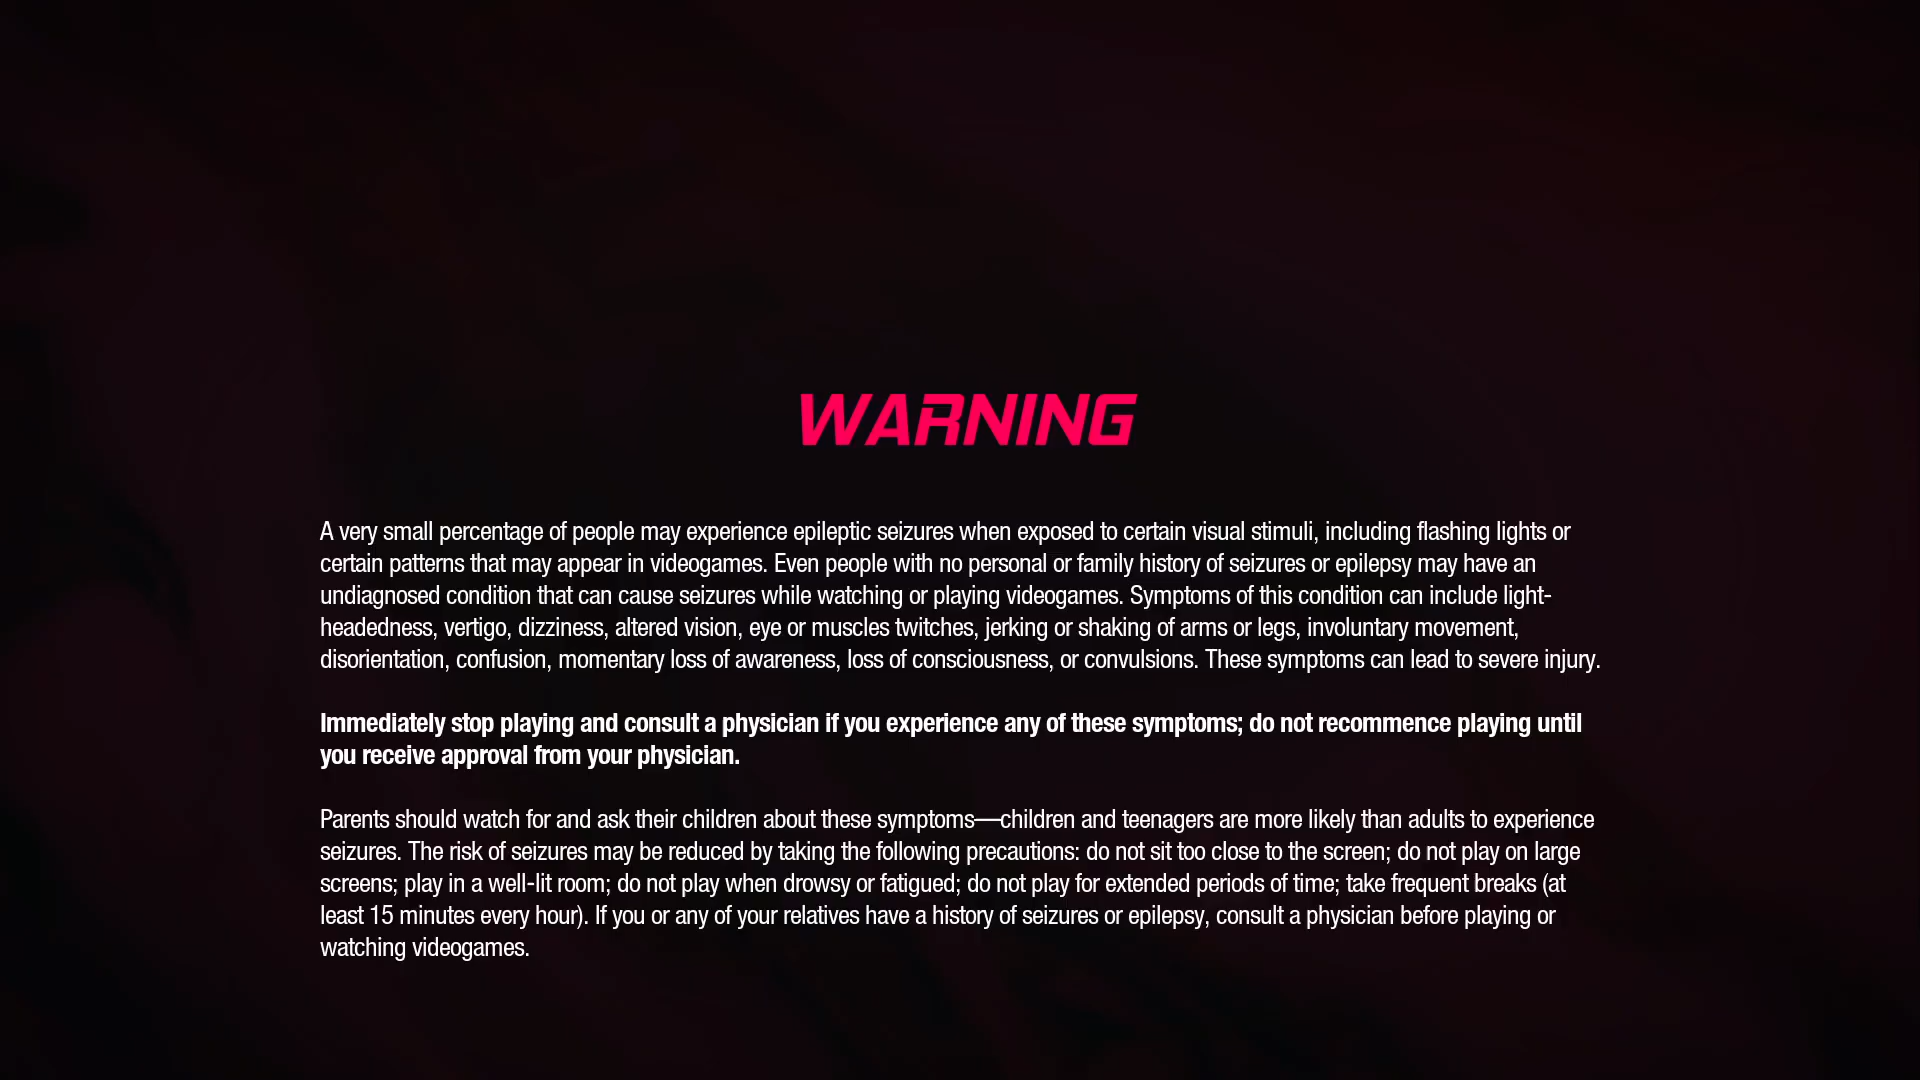 WARNING
A very small percentage of people may experience epileptic seizures when exposed to certain visual stimuli, including flashing lights or
certain patterns that may appear in videogames. Even people with no personal or family history of seizures or epilepsy may have an
undiagnosed condition that can cause seizures while watching or playing videogames. Symptoms of this condition can include light-
headedness, vertigo, dizziness, altered vision, eye or muscles twitches, jerking or shaking of arms or legs, involuntary movement,
disorientation, confusion, momentary loss of awareness, loss of consciousness, or convulsions. These symptoms can lead to severe injury.
Immediately stop playing and consult a physician if you experience any of these symptoms; do not recommence playing until
you receive approval from your physician.
Parents should watch for and ask their children about these symptoms—children and teenagers are more likely than adults to experience
seizures. The risk of seizures may be reduced by taking the following precautions: do not sit too close to the screen; do not play on large
screens; play in a well-lit room; do not play when drowsy or fatigued; do not play for extended periods of time; take frequent breaks (at
least 15 minutes every hour). If you or any of your relatives have a history of seizures or epilepsy, consult a physician before playing or
watching videogames.